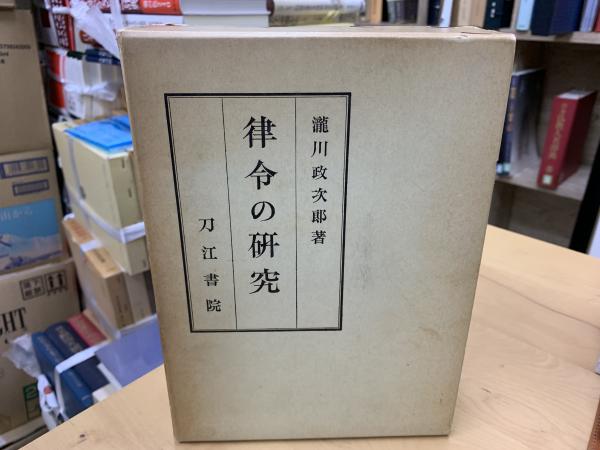 瀧川政次郎著
律令の研究
刀江書院